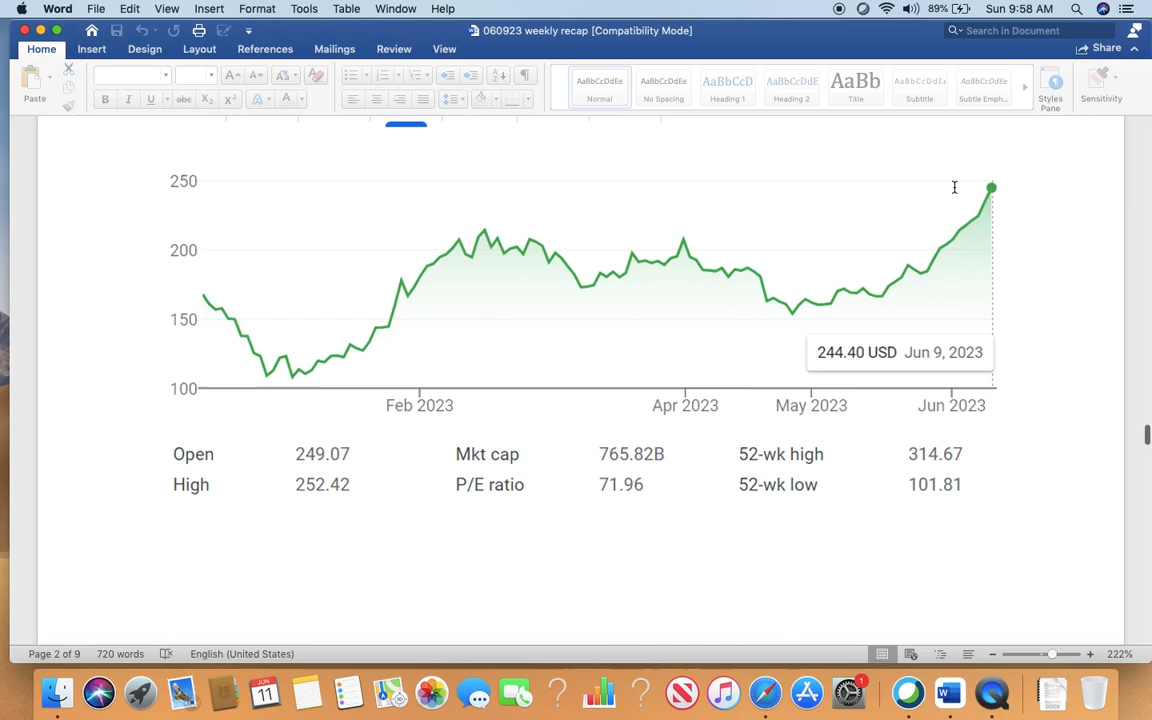 Word File Edit View Insert Format Tools Table Window Help 89% Sun 9:58 AM
060923 weekly recap [Compatibility Mode] Search in Document
Home Insert Design Layout References Mailings Review View Share
Paste
AaBbCcDdEe AaBbCcDdEe AaBbCcD AaBbCcDdE AaBb AaBbCcDdEe AaBbCcDdEe
Normal No Spacing Heading 1 Heading 2 Title Subtitle Subtle Emph... Styles Pane Sensitivity
250
200
150
244.40 USD Jun 9, 2023
100
Feb 2023 Apr 2023 May 2023 Jun 2023
Open 249.07 Mkt cap 765.82B 52-wk high 314.67
High 252.42 P/E ratio 71.96 52-wk low 101.81
Page 2 of 9 720 words English (United States) 222%
JUN
11
1